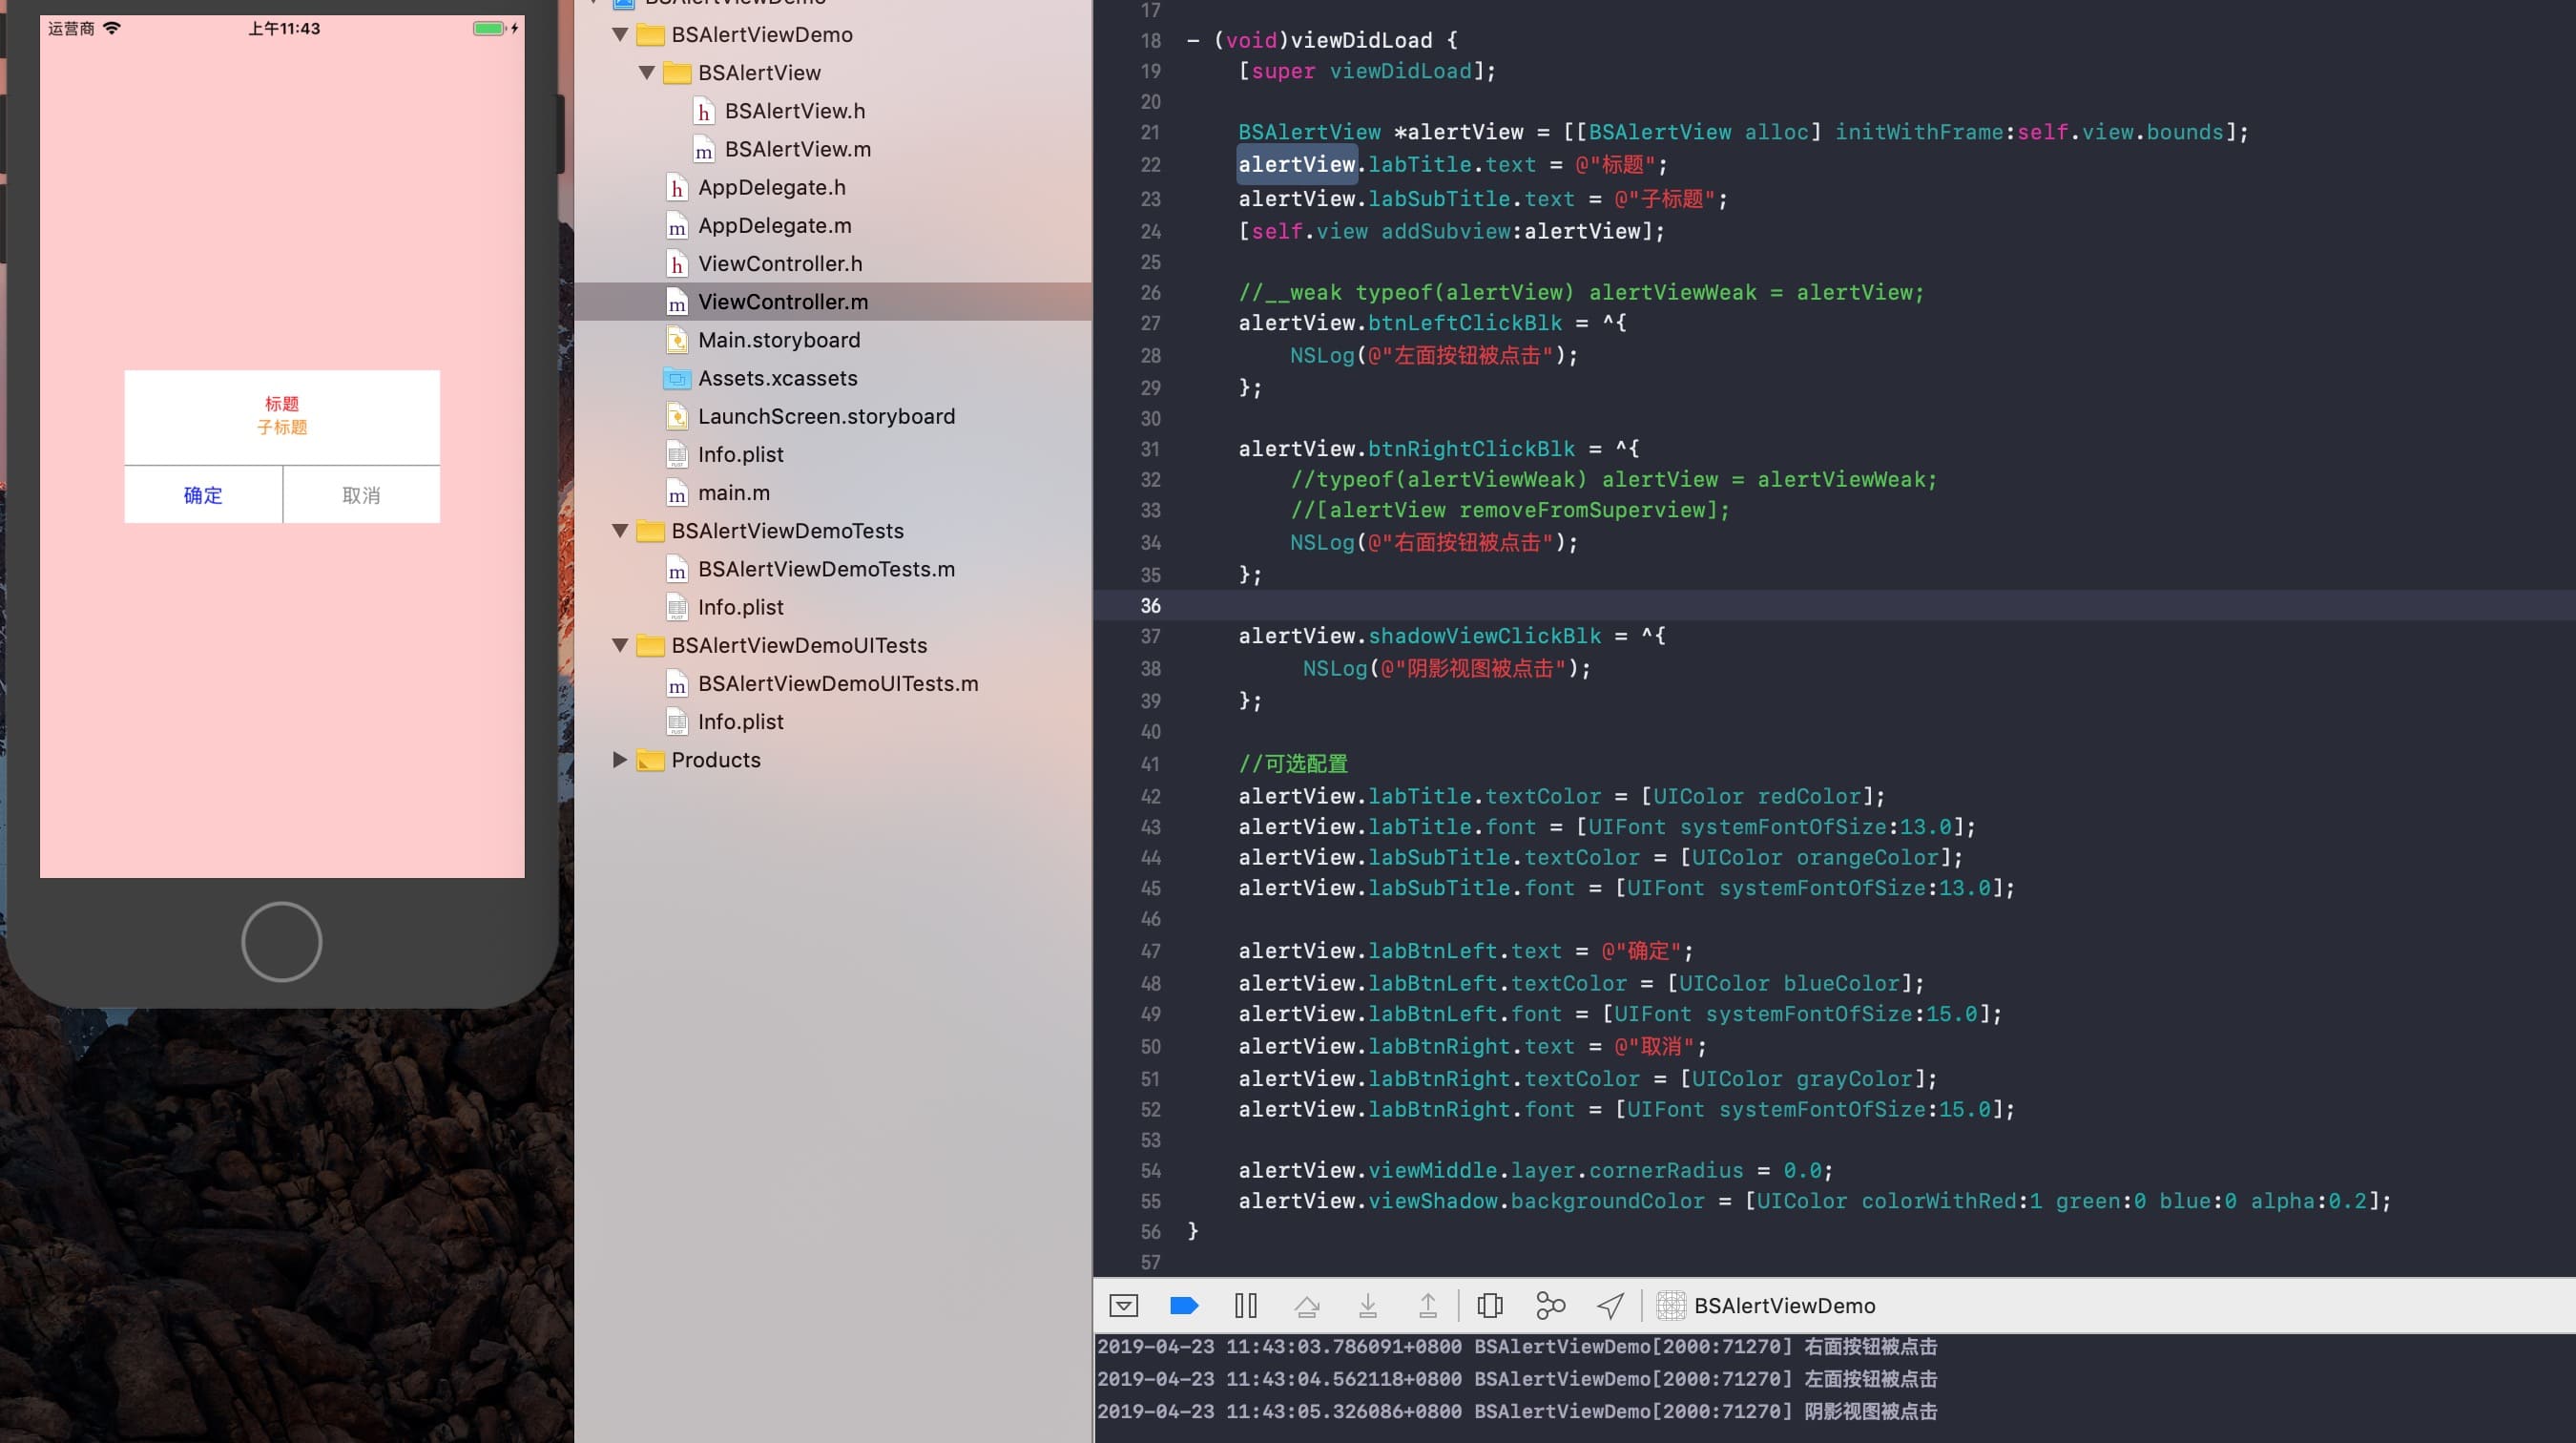 运营商
上午11:43
标题
子标题
确定
取消
BSAlertViewDemo
BSAlertViewDemo
BSAlertView
h BSAlertView.h
m BSAlertView.m
h AppDelegate.h
m AppDelegate.m
h ViewController.h
m ViewController.m
Main.storyboard
Assets.xcassets
LaunchScreen.storyboard
Info.plist
m main.m
BSAlertViewDemoTests
m BSAlertViewDemoTests.m
Info.plist
BSAlertViewDemoUITests
m BSAlertViewDemoUITests.m
Info.plist
Products
17
18 - (void)viewDidLoad {
19 [super viewDidLoad];
20
21 BSAlertView *alertView = [[BSAlertView alloc] initWithFrame:self.view.bounds];
22 alertView.labTitle.text = @"标题";
23 alertView.labSubTitle.text = @"子标题";
24 [self.view addSubview:alertView];
25
26 //__weak typeof(alertView) alertViewWeak = alertView;
27 alertView.btnLeftClickBlk = ^{
28 NSLog(@"左面按钮被点击");
29 };
30
31 alertView.btnRightClickBlk = ^{
32 //typeof(alertViewWeak) alertView = alertViewWeak;
33 //[alertView removeFromSuperview];
34 NSLog(@"右面按钮被点击");
35 };
36
37 alertView.shadowViewClickBlk = ^{
38 NSLog(@"阴影视图被点击");
39 };
40
41 //可选配置
42 alertView.labTitle.textColor = [UIColor redColor];
43 alertView.labTitle.font = [UIFont systemFontOfSize:13.0];
44 alertView.labSubTitle.textColor = [UIColor orangeColor];
45 alertView.labSubTitle.font = [UIFont systemFontOfSize:13.0];
46
47 alertView.labBtnLeft.text = @"确定";
48 alertView.labBtnLeft.textColor = [UIColor blueColor];
49 alertView.labBtnLeft.font = [UIFont systemFontOfSize:15.0];
50 alertView.labBtnRight.text = @"取消";
51 alertView.labBtnRight.textColor = [UIColor grayColor];
52 alertView.labBtnRight.font = [UIFont systemFontOfSize:15.0];
53
54 alertView.viewMiddle.layer.cornerRadius = 0.0;
55 alertView.viewShadow.backgroundColor = [UIColor colorWithRed:1 green:0 blue:0 alpha:0.2];
56 }
57
BSAlertViewDemo
2019-04-23 11:43:03.786091+0800 BSAlertViewDemo[2000:71270] 右面按钮被点击
2019-04-23 11:43:04.562118+0800 BSAlertViewDemo[2000:71270] 左面按钮被点击
2019-04-23 11:43:05.326086+0800 BSAlertViewDemo[2000:71270] 阴影视图被点击